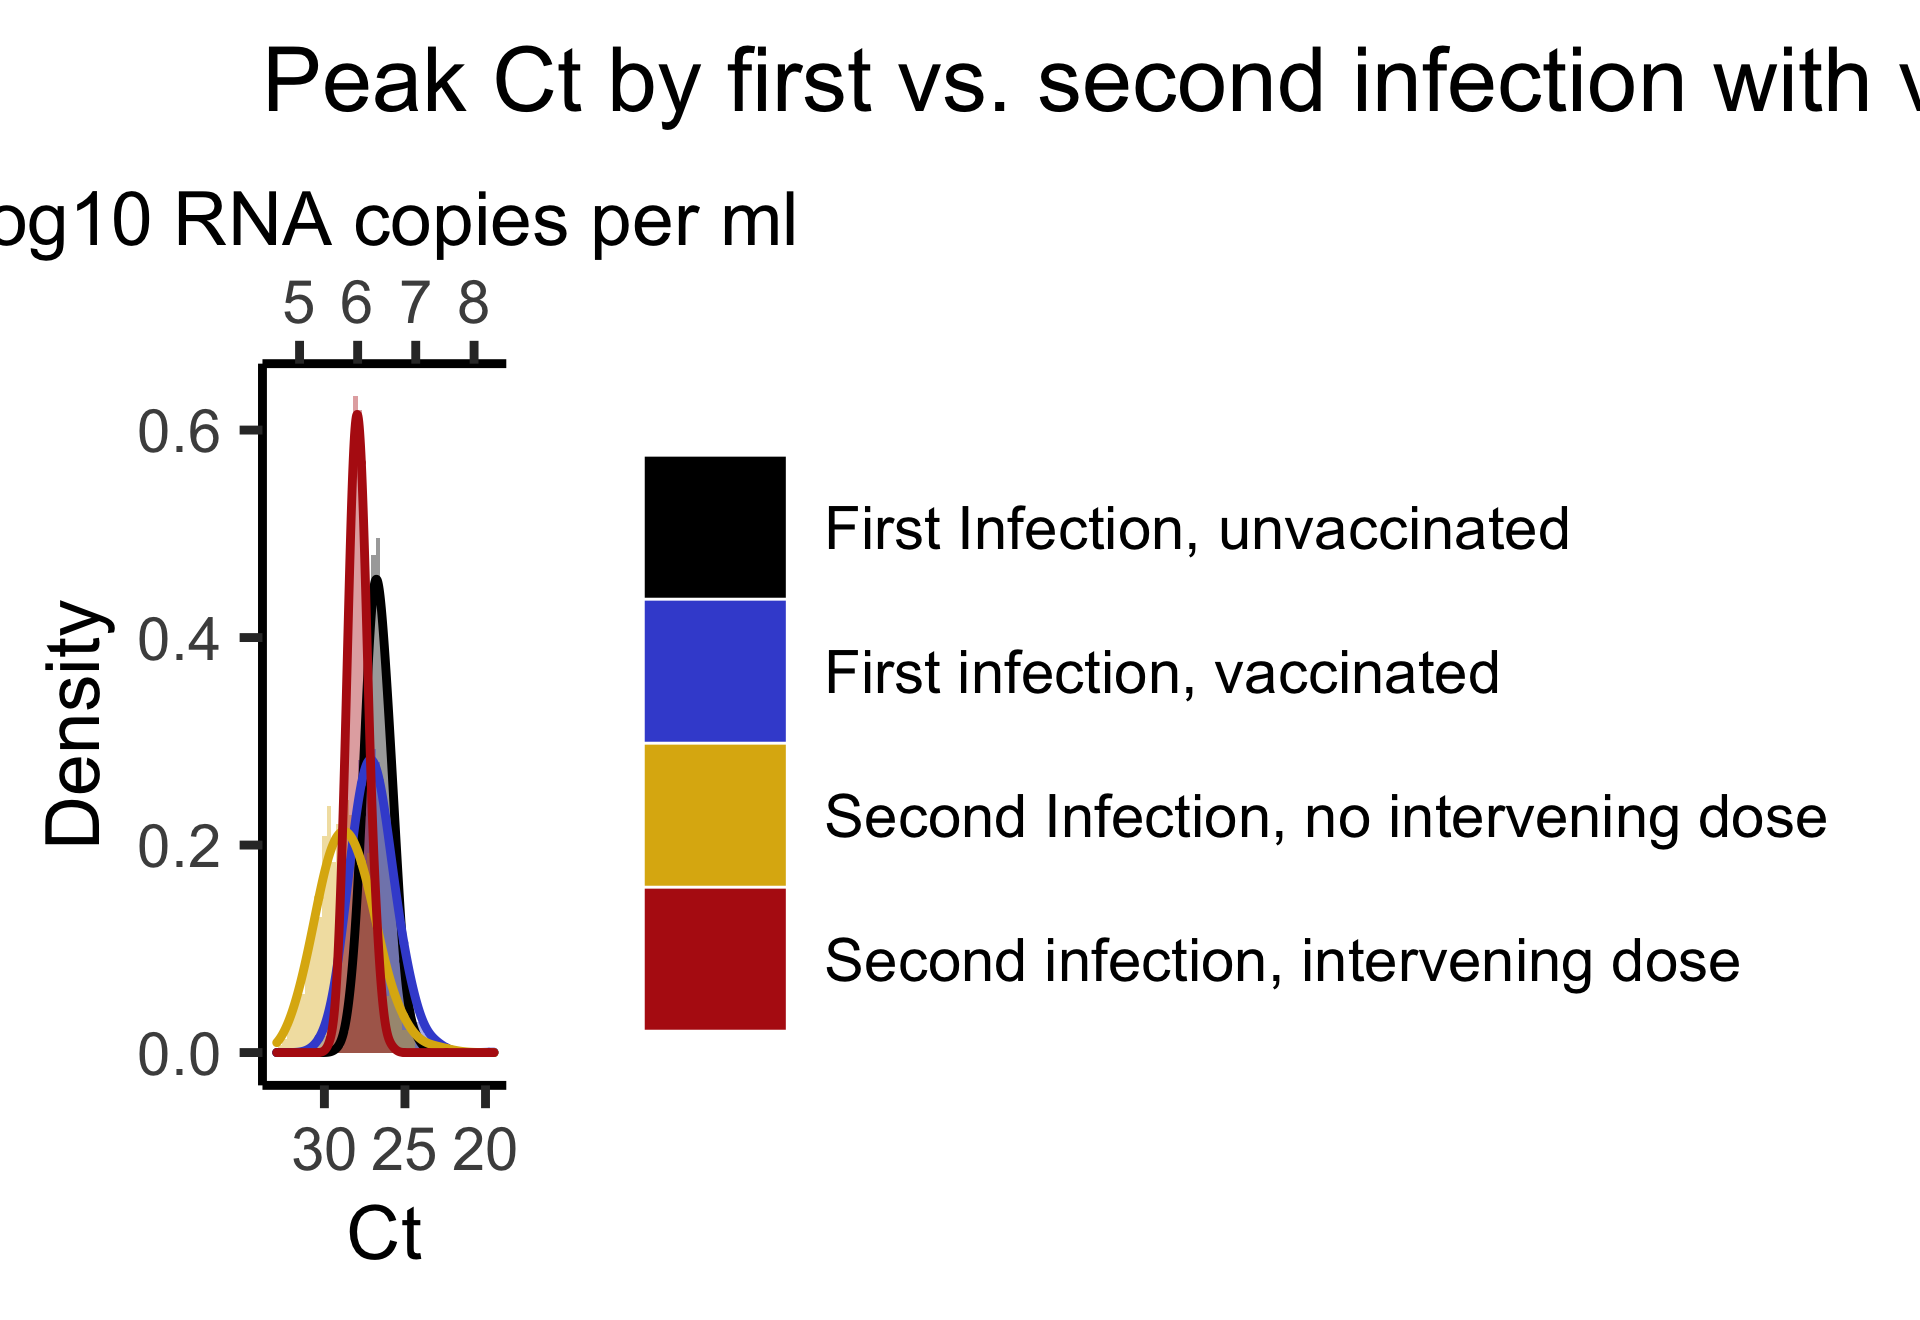 Peak Ct by first vs. second infection with
RNA copies per ml
5 6 7 8
0.6
0.4
0.2
0.0
Density
30 25 20
Ct
First Infection, unvaccinated
First infection, vaccinated
Second Infection, no intervening dose
Second infection, intervening dose